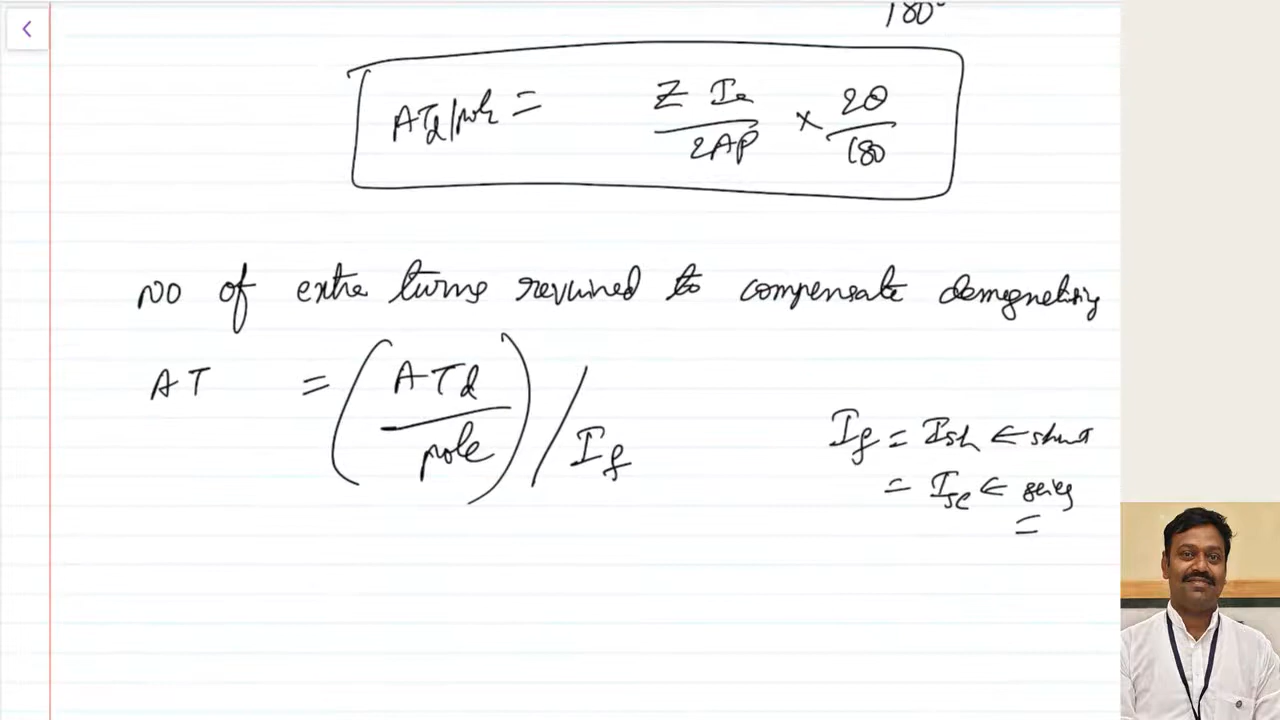 180°
ATd/pole = Z Ia / 2AP × 2θ / 180
No of extra turns required to compensate demagnetising
AT = (ATd / pole) / If
If = Ish ← shunt
= Ise ← series
=